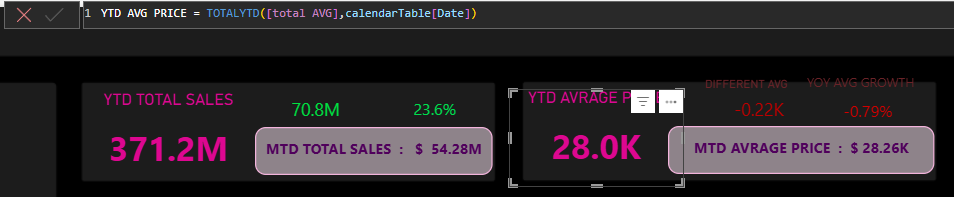 1 YTD AVG PRICE = TOTALYTD([total AVG],calendarTable[Date])
YTD TOTAL SALES
70.8M
23.6%
371.2M
MTD TOTAL SALES : $ 54.28M
YTD AVRAGE P
DIFFERENT AVG
YOY AVG GROWTH
-0.22K
-0.79%
28.0K
MTD AVRAGE PRICE : $ 28.26K